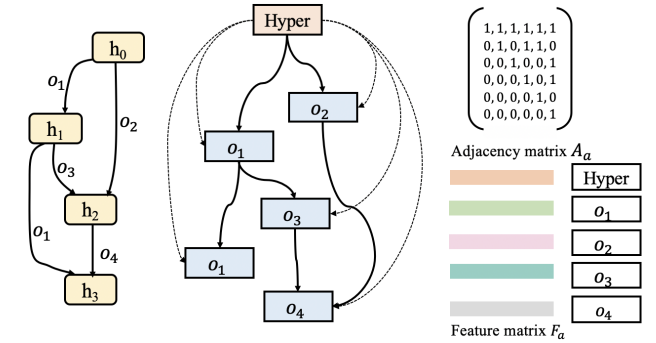 h₀
o₁
o₂
h₁
o₃
h₂
o₁
o₄
h₃
Hyper
o₂
o₁
o₃
o₁
o₄
1, 1, 1, 1, 1, 1
0, 1, 0, 1, 1, 0
0, 0, 1, 0, 0, 1
0, 0, 0, 1, 0, 1
0, 0, 0, 0, 1, 0
0, 0, 0, 0, 0, 1
Adjacency matrix Aₐ
Hyper
o₁
o₂
o₃
o₄
Feature matrix Fₐ